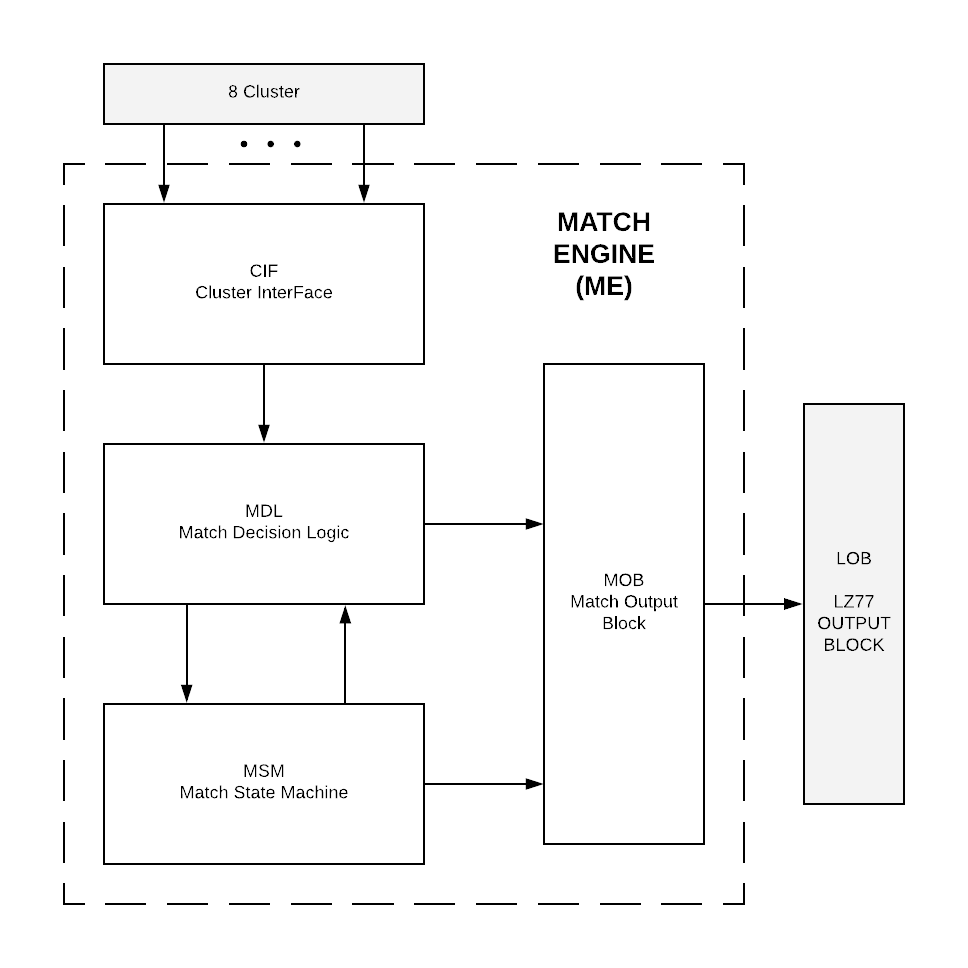 8 Cluster
MATCH
ENGINE
(ME)
CIF
Cluster InterFace
MDL
Match Decision Logic
MOB
Match Output
Block
LOB
LZ77
OUTPUT
BLOCK
MSM
Match State Machine